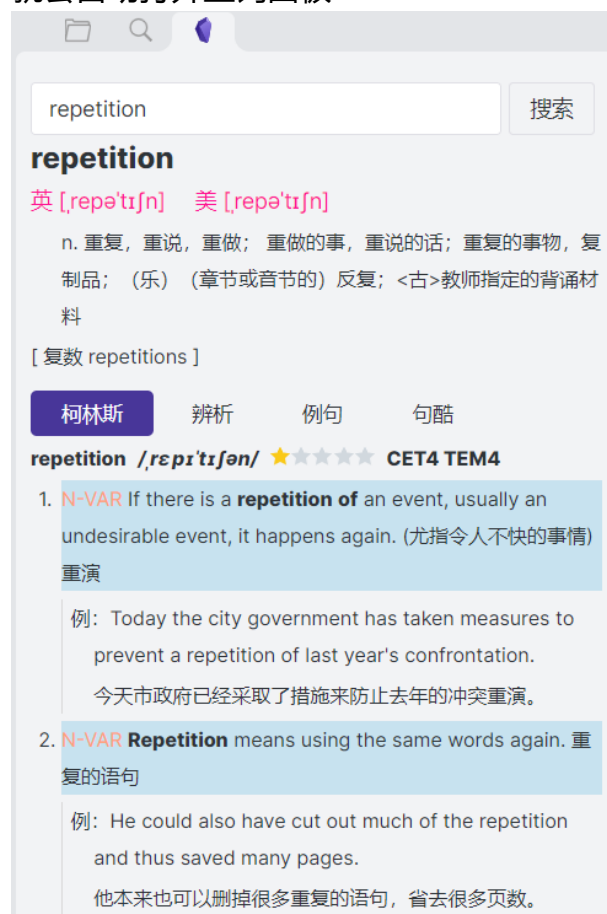 repetition 搜索
repetition
英 [ˌrepəˈtɪʃn] 美 [ˌrepəˈtɪʃn]
n. 重复，重说，重做； 重做的事，重说的话；重复的事物，复
制品；（乐）（章节或音节的）反复；<古>教师指定的背诵材
料
[ 复数 repetitions ]
柯林斯 辨析 例句 句酷
repetition /ˌrɛpɪˈtɪʃən/ CET4 TEM4
1. N-VAR If there is a repetition of an event, usually an
undesirable event, it happens again. (尤指令人不快的事情)
重演
例：Today the city government has taken measures to
prevent a repetition of last year's confrontation.
今天市政府已经采取了措施来防止去年的冲突重演。
2. N-VAR Repetition means using the same words again. 重
复的语句
例：He could also have cut out much of the repetition
and thus saved many pages.
他本来也可以删掉很多重复的语句，省去很多页数。